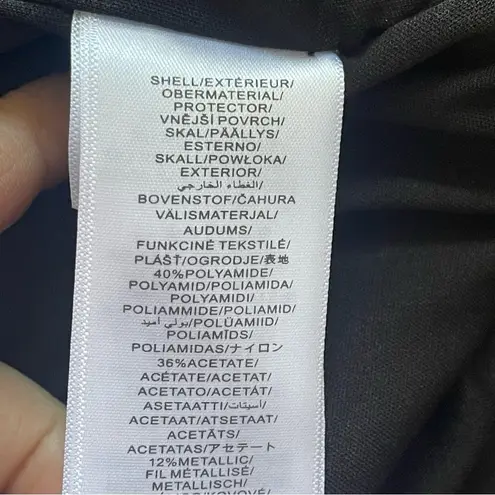 SHELL/EXTÉRIEUR/
OBERMATERIAL/
PROTECTOR/
VNĚJŠÍ POVRCH/
SKAL/PÄÄLLYS/
ESTERNO/
SKALL/POWŁOKA/
EXTERIOR/
الغطاء الخارجي/
BOVENSTOF/ČAHURA
VÄLISMATERJAL/
AUDUMS/
FUNKCINĖ TEKSTILĖ/
PLÁŠŤ/OGRODJE/表地
40%POLYAMIDE/
POLYAMID/POLIAMIDA/
POLYAMIDI/
POLIAMMIDE/POLIAMID/
بولي أميد/POLÜAMIID/
POLIAMĪDS/
POLIAMIDAS/ナイロン
36%ACETATE/
ACÉTATE/ACETAT/
ACETATO/ACETÁT/
ASETAATTI/أسيتات/
ACETAAT/ATSETAAT/
ACETĀTS/
ACETATAS/アセテート
12%METALLIC/
FIL MÉTALLISÉ/
METALLISCH/